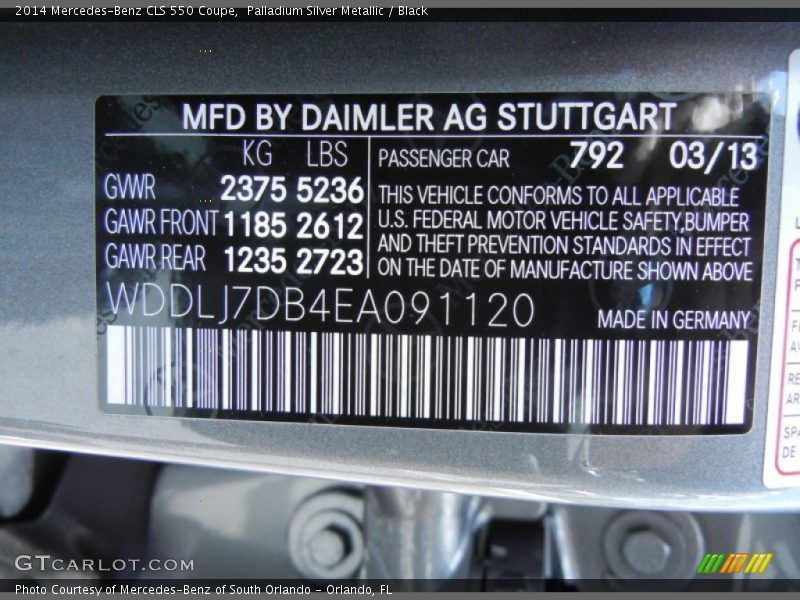 2014 Mercedes-Benz CLS 550 Coupe, Palladium Silver Metallic / Black
MFD BY DAIMLER AG STUTTGART
KG LBS
GWR 2375 5236
GAWR FRONT 1185 2612
GAWR REAR 1235 2723
PASSENGER CAR 792 03/13
THIS VEHICLE CONFORMS TO ALL APPLICABLE
U.S. FEDERAL MOTOR VEHICLE SAFETY,BUMPER
AND THEFT PREVENTION STANDARDS IN EFFECT
ON THE DATE OF MANUFACTURE SHOWN ABOVE
WDDLJ7DB4EA091120
MADE IN GERMANY
GTCARLOT.COM
Photo Courtesy of Mercedes-Benz of South Orlando - Orlando, FL